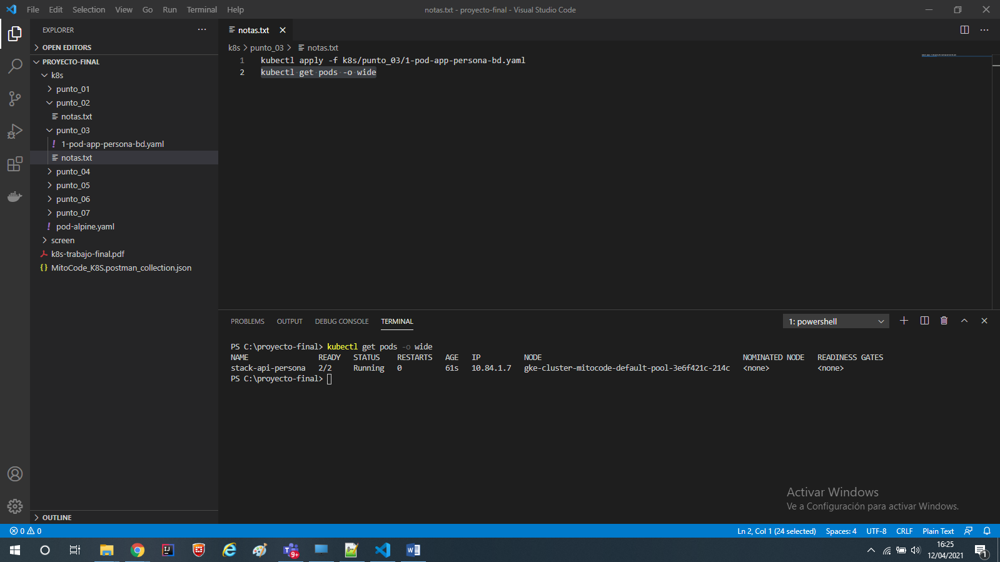 File Edit Selection View Go Run Terminal Help
notas.txt - proyecto-final - Visual Studio Code
EXPLORER
OPEN EDITORS
PROYECTO-FINAL
k8s
punto_01
punto_02
notas.txt
punto_03
1-pod-app-persona-bd.yaml
notas.txt
punto_04
punto_05
punto_06
punto_07
pod-alpine.yaml
screen
k8s-trabajo-final.pdf
MitoCode_K8S.postman_collection.json
OUTLINE
notas.txt
k8s > punto_03 > notas.txt
1 kubectl apply -f k8s/punto_03/1-pod-app-persona-bd.yaml
2 kubectl get pods -o wide
PROBLEMS OUTPUT DEBUG CONSOLE TERMINAL
1: powershell
PS C:\proyecto-final> kubectl get pods -o wide
NAME READY STATUS RESTARTS AGE IP NODE NOMINATED NODE READINESS GATES
stack-api-persona 2/2 Running 0 61s 10.84.1.7 gke-cluster-mitocode-default-pool-3e6f421c-214c <none> <none>
PS C:\proyecto-final>
Activar Windows
Ve a Configuración para activar Windows.
0 0
Ln 2, Col 1 (24 selected) Spaces: 4 UTF-8 CRLF Plain Text
9+
16:25
12/04/2021
1